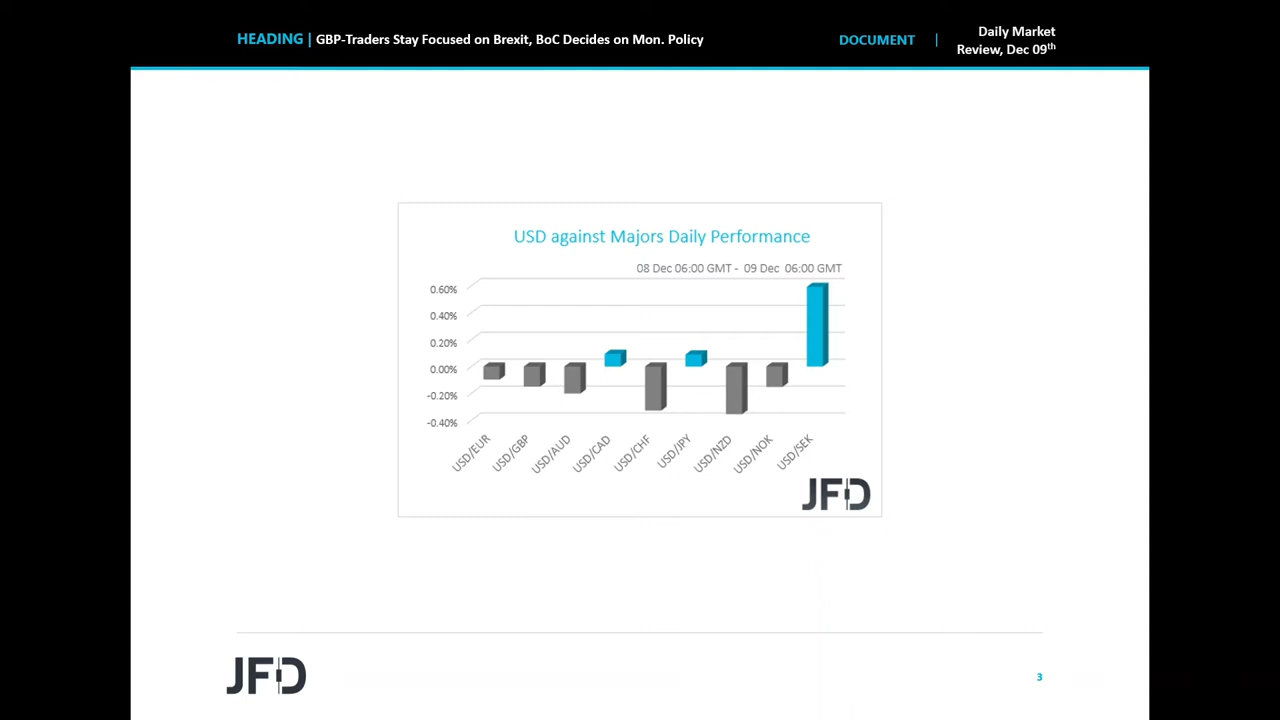 HEADING | GBP-Traders Stay Focused on Brexit, BoC Decides on Mon. Policy
DOCUMENT | Daily Market
Review, Dec 09th
USD against Majors Daily Performance
08 Dec 06:00 GMT - 09 Dec 06:00 GMT
0.60%
0.40%
0.20%
0.00%
-0.20%
-0.40%
USD/EUR
USD/GBP
USD/AUD
USD/CAD
USD/CHF
USD/JPY
USD/NZD
USD/NOK
USD/SEK
JFD
JFD
3